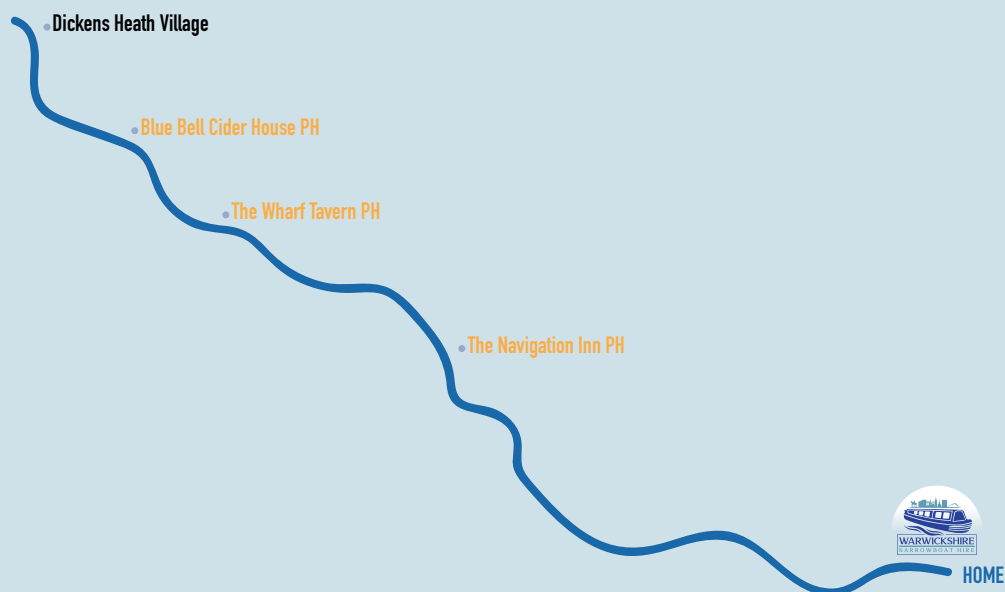 Dickens Heath Village
Blue Bell Cider House PH
The Wharf Tavern PH
The Navigation Inn PH
WARWICKSHIRE
NARROWBOAT HIRE
HOME